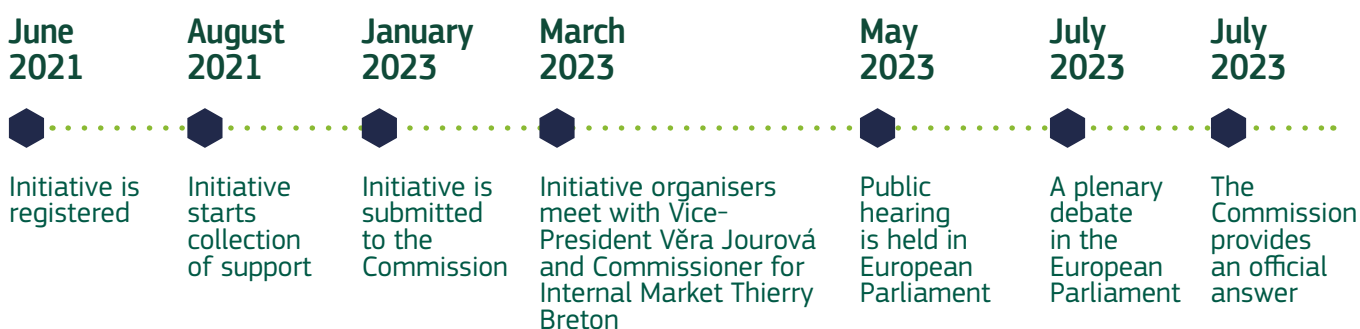 June
2021
August
2021
January
2023
March
2023
May
2023
July
2023
July
2023
Initiative is
registered
Initiative
starts
collection
of support
Initiative is
submitted
to the
Commission
Initiative organisers
meet with Vice-
President Věra Jourová
and Commissioner for
Internal Market Thierry
Breton
Public
hearing
is held in
European
Parliament
A plenary
debate
in the
European
Parliament
The
Commission
provides
an official
answer